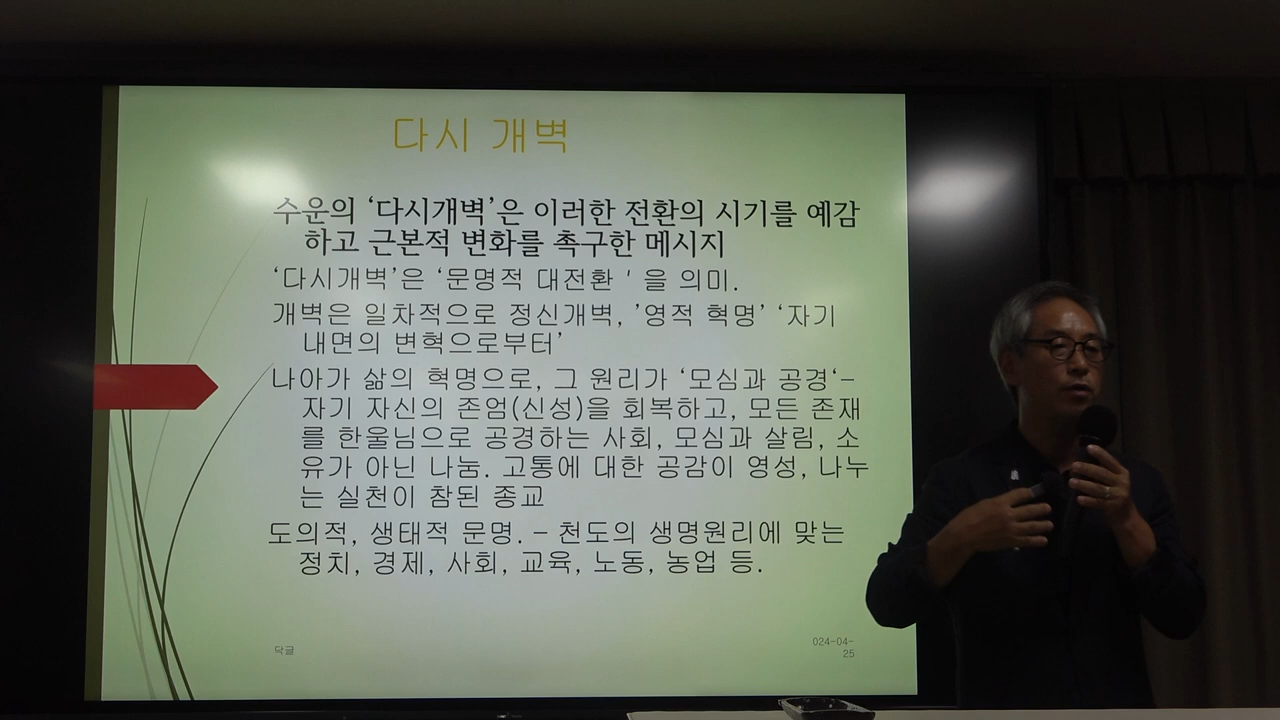 다시 개벽
수운의 ‘다시개벽’은 이러한 전환의 시기를 예감
하고 근본적 변화를 촉구한 메시지
‘다시개벽’은 ‘문명적 대전환 ' 을 의미.
개벽은 일차적으로 정신개벽, ’영적 혁명’ ‘자기
내면의 변혁으로부터’
나아가 삶의 혁명으로, 그 원리가 ‘모심과 공경‘–
자기 자신의 존엄(신성)을 회복하고, 모든 존재
를 한울님으로 공경하는 사회, 모심과 살림, 소
유가 아닌 나눔. 고통에 대한 공감이 영성, 나누
는 실천이 참된 종교
도의적, 생태적 문명. – 천도의 생명원리에 맞는
정치, 경제, 사회, 교육, 노동, 농업 등.
닥글
024-04-
25